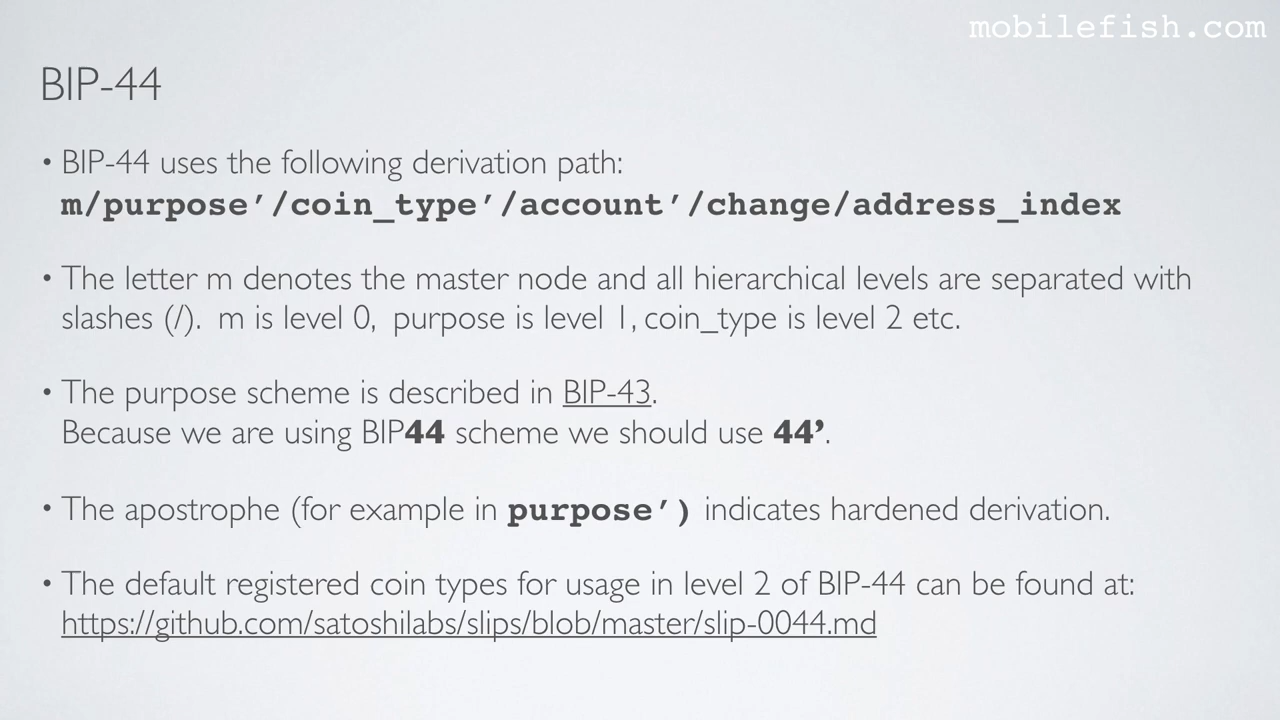 mobilefish.com
BIP-44
• BIP-44 uses the following derivation path:
m/purpose’/coin_type’/account’/change/address_index
• The letter m denotes the master node and all hierarchical levels are separated with
slashes (/).  m is level 0,  purpose is level 1, coin_type is level 2 etc.
• The purpose scheme is described in BIP-43.
Because we are using BIP44 scheme we should use 44’.
• The apostrophe (for example in purpose’) indicates hardened derivation.
• The default registered coin types for usage in level 2 of BIP-44 can be found at:
https://github.com/satoshilabs/slips/blob/master/slip-0044.md